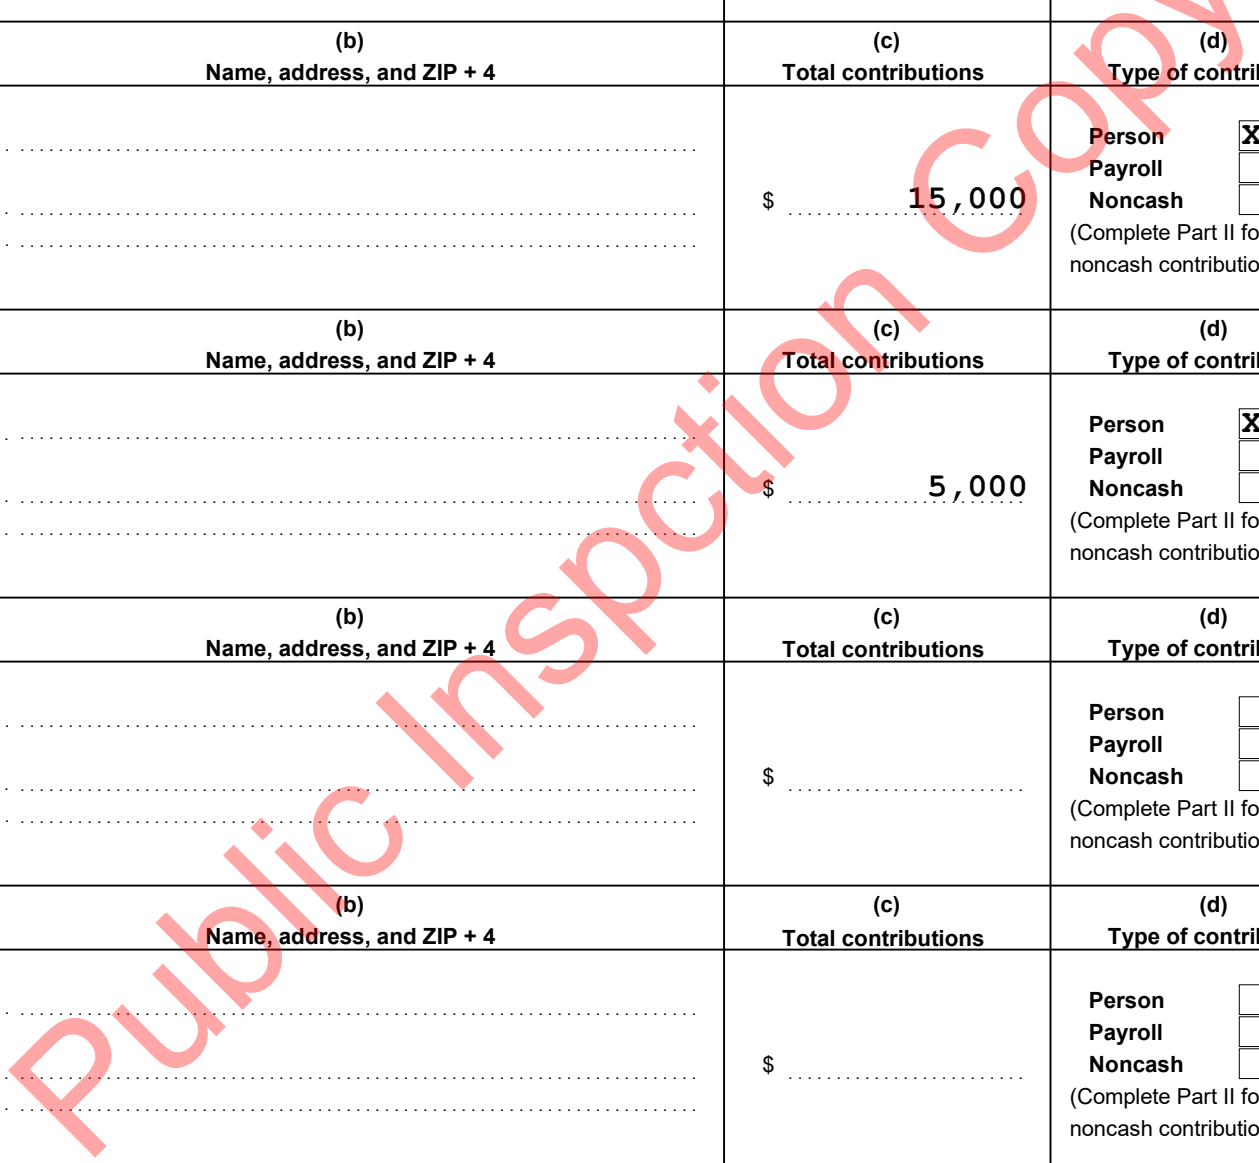 (b) (c) (d)
Name, address, and ZIP + 4 Total contributions Type of contri
Person X
Payroll
$ 15,000 Noncash
(Complete Part II fo
noncash contributio
(b) (c) (d)
Name, address, and ZIP + 4 Total contributions Type of contri
Person X
Payroll
$ 5,000 Noncash
(Complete Part II fo
noncash contributio
(b) (c) (d)
Name, address, and ZIP + 4 Total contributions Type of contri
Person
Payroll
$ Noncash
(Complete Part II fo
noncash contributio
(b) (c) (d)
Name, address, and ZIP + 4 Total contributions Type of contri
Person
Payroll
$ Noncash
(Complete Part II fo
noncash contributio
Public Inspction Copy